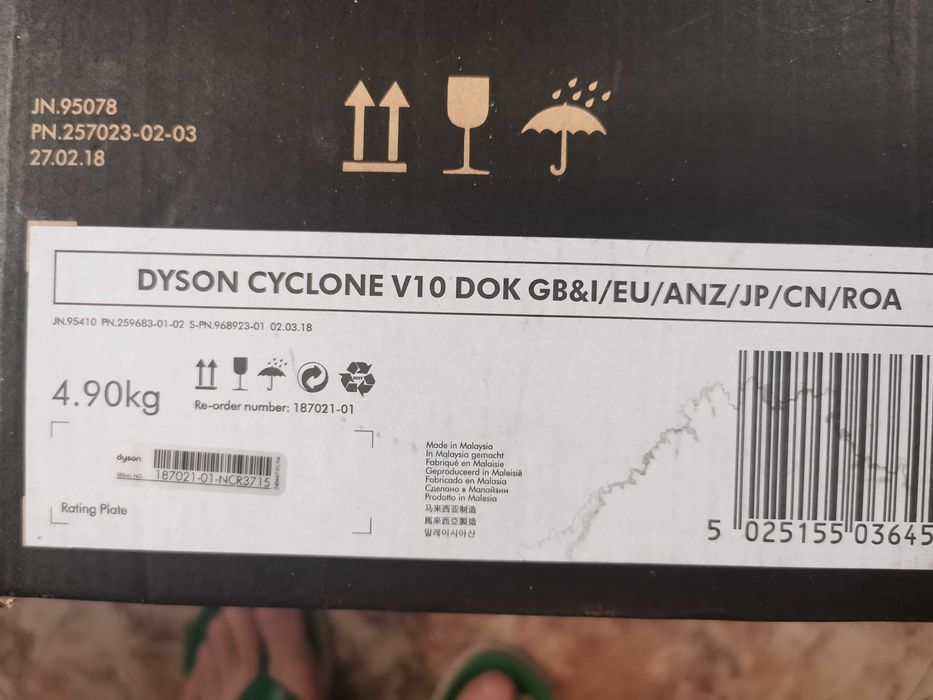 JN.95078
PN.257023-02-03
27.02.18
DYSON CYCLONE V10 DOK GB&I/EU/ANZ/JP/CN/ROA
JN.95410 PN.259683-01-02 S-PN.968923-01 02.03.18
4.90kg
Re-order number: 187021-01
dyson
SERIAL NO.
187021-01-NCR3715
Rating Plate
Made in Malaysia
In Malaysia gemacht
Fabriqué en Malaisie
Geproduceerd in Maleisië
Fabricado en Malasia
Сделано в Малайзии
Prodotto in Malesia
马来西亚制造
馬來西亞製造
말레이시아산
5 025155 03645